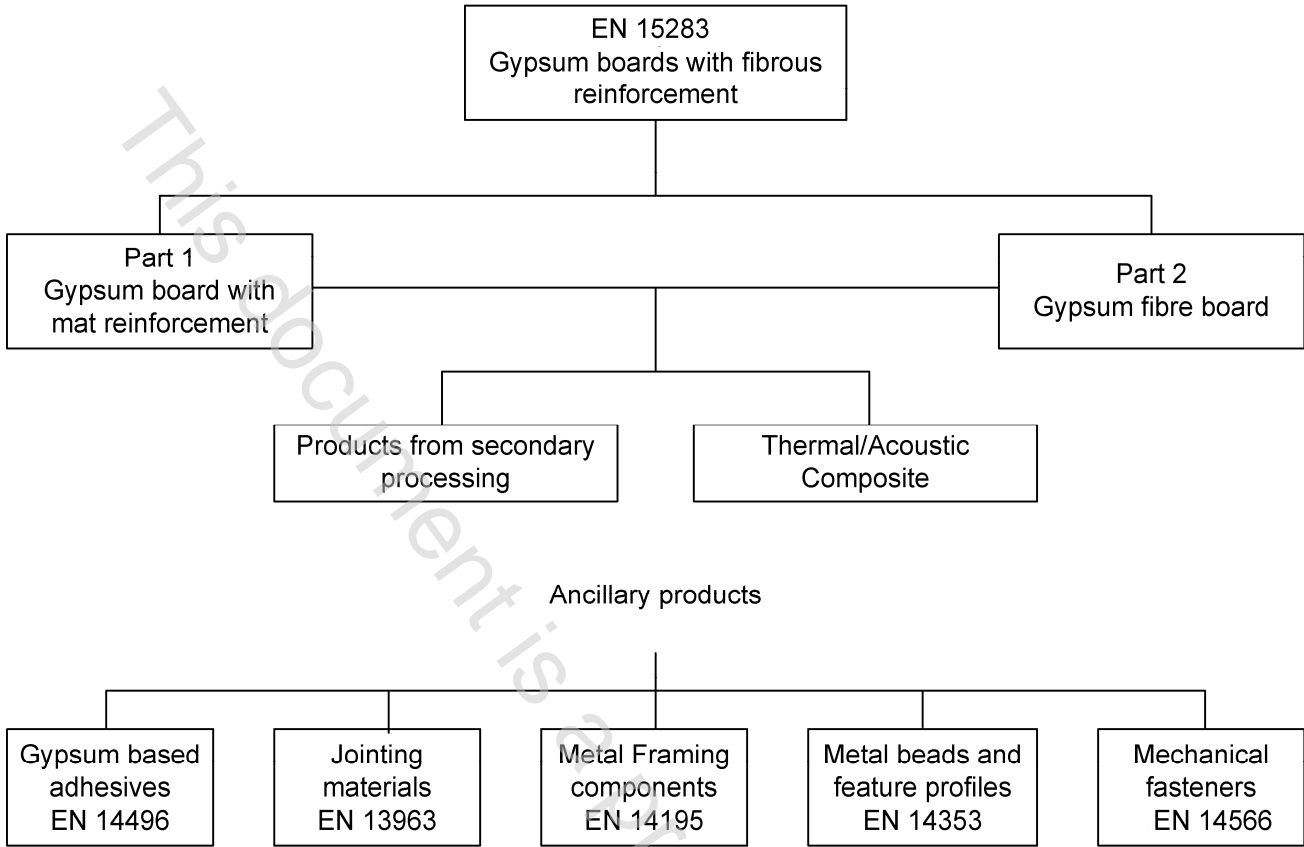 EN 15283
Gypsum boards with fibrous
reinforcement
Part 1
Gypsum board with
mat reinforcement
Part 2
Gypsum fibre board
Products from secondary
processing
Thermal/Acoustic
Composite
Ancillary products
Gypsum based
adhesives
EN 14496
Jointing
materials
EN 13963
Metal Framing
components
EN 14195
Metal beads and
feature profiles
EN 14353
Mechanical
fasteners
EN 14566
This document is a pr